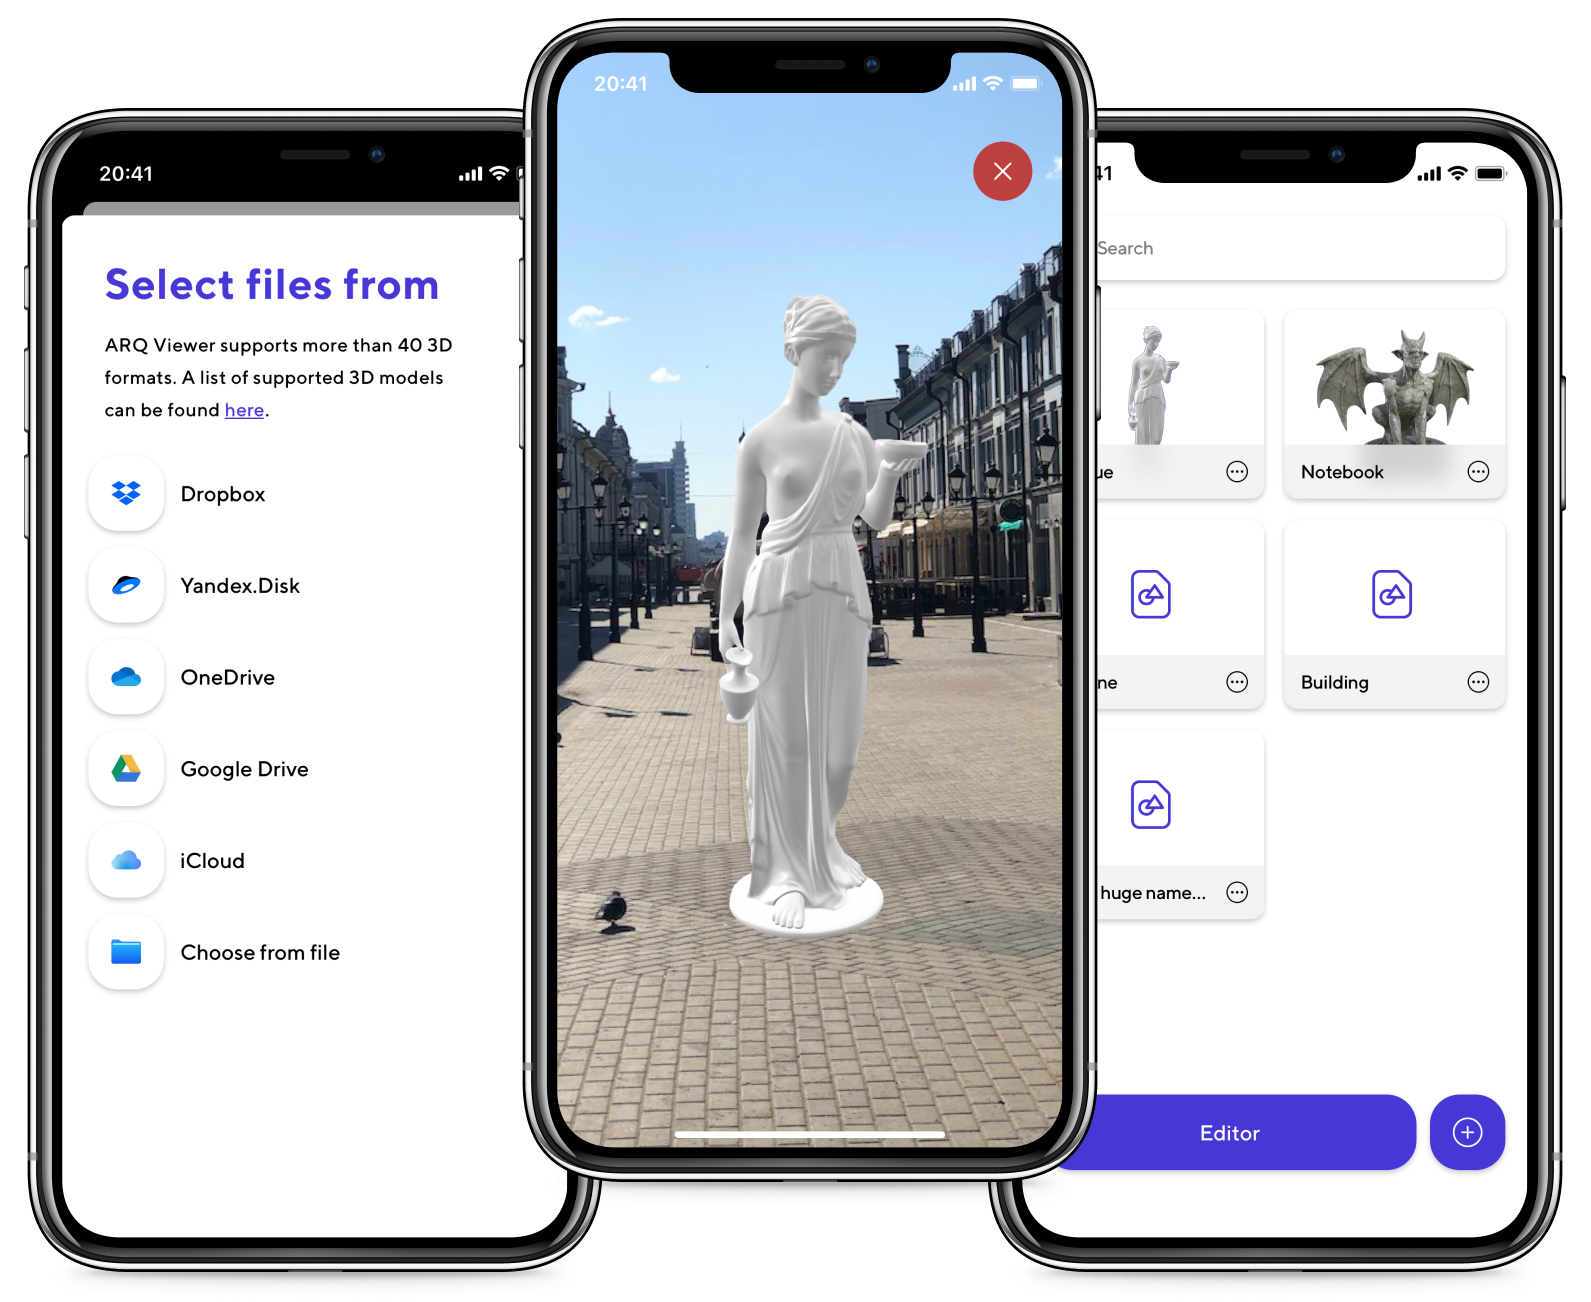 20:41
Select files from
ARQ Viewer supports more than 40 3D
formats. A list of supported 3D models
can be found here.
Dropbox
Yandex.Disk
OneDrive
Google Drive
iCloud
Choose from file
20:41
41
Search
ue
Notebook
ne
Building
huge name...
Editor